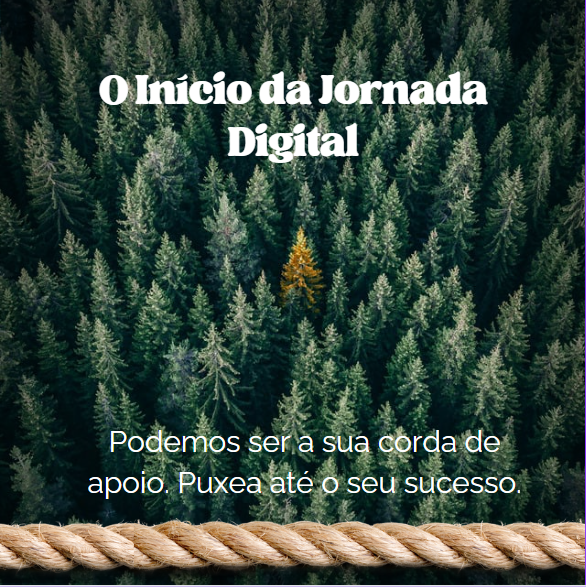 O Início da Jornada
Digital
Podemos ser a sua corda de
apoio. Puxea até o seu sucesso.